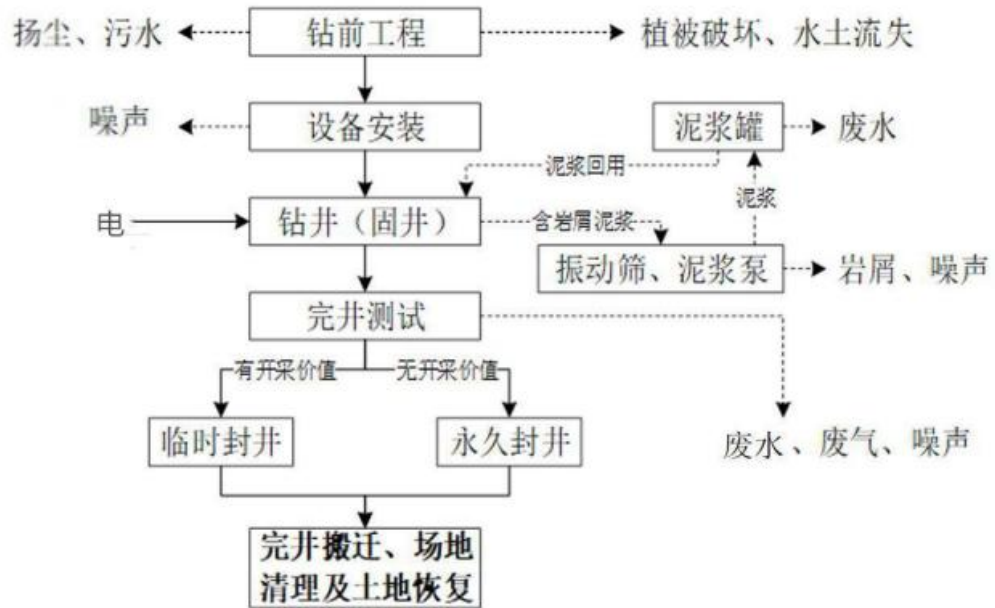 扬尘、污水
钻前工程
植被破坏、水土流失
噪声
设备安装
泥浆罐
废水
泥浆回用
泥浆
电
钻井（固井）
含岩屑泥浆
振动筛、泥浆泵
岩屑、噪声
完井测试
有开采价值
无开采价值
临时封井
永久封井
废水、废气、噪声
完井搬迁、场地
清理及土地恢复